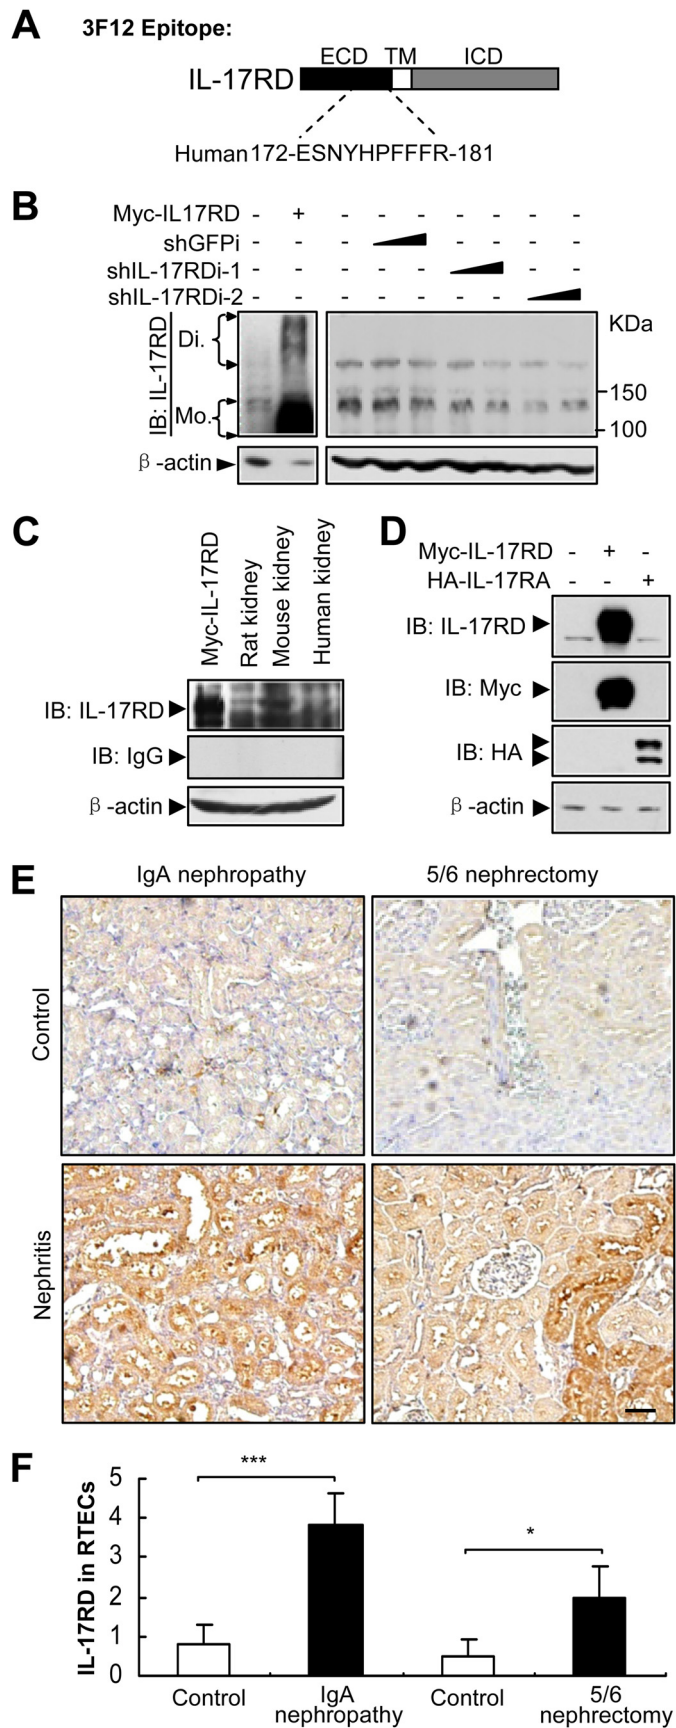 A
3F12 Epitope:
ECD TM ICD
IL-17RD
Human172-ESNYHPFFFR-181
B
Myc-IL17RD - + - - - - - - -
shGFPi - - - - - - -
shIL-17RDi-1 - - - - - - -
shIL-17RDi-2 - - - - - - -
IB: IL-17RD
Di.
Mo.
KDa
150
100
β-actin
C
Myc-IL-17RD
Rat kidney
Mouse kidney
Human kidney
IB: IL-17RD
IB: IgG
β-actin
D
Myc-IL-17RD - + -
HA-IL-17RA - - +
IB: IL-17RD
IB: Myc
IB: HA
β-actin
E
IgA nephropathy 5/6 nephrectomy
Control
Nephritis
F
IL-17RD in RTECs
5
4
3
2
1
0
***
*
Control IgA nephropathy Control 5/6 nephrectomy